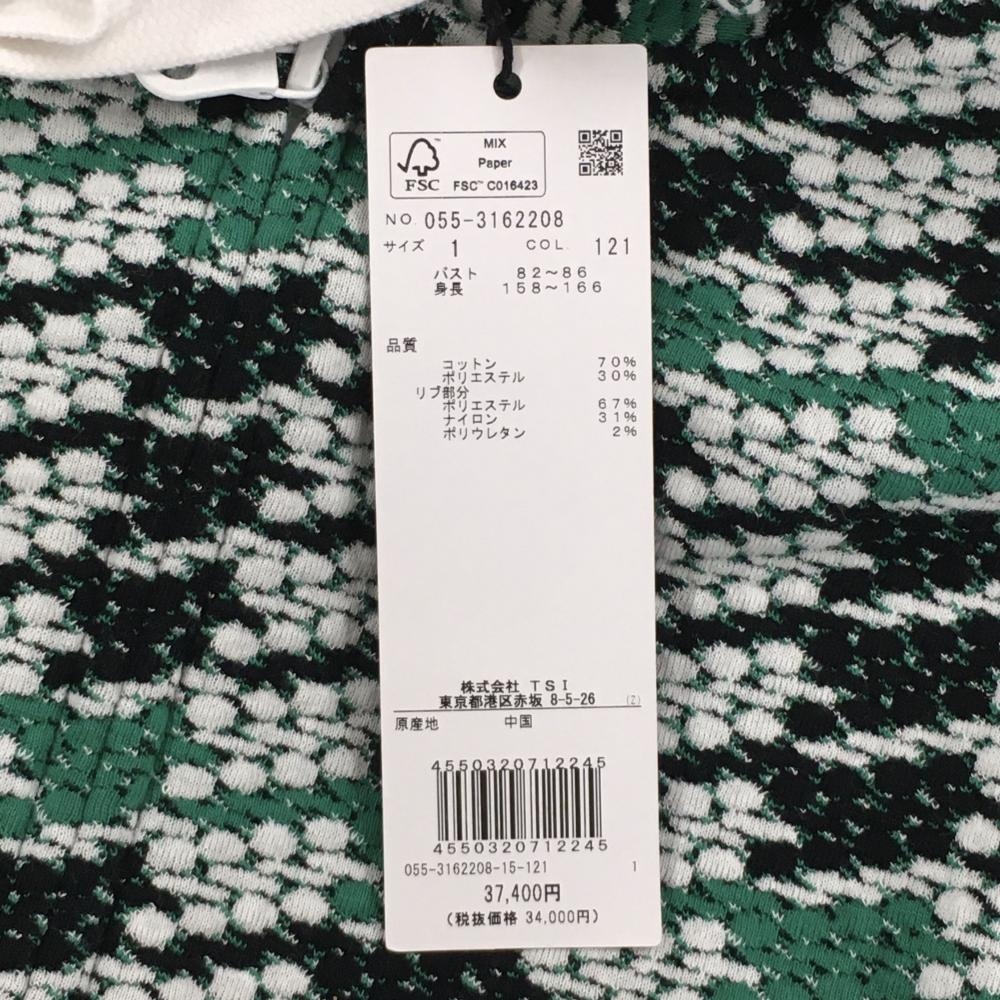 MIX
Paper
FSC™ C016423
FSC
NO. 055-3162208
サイズ 1 COL. 121
バスト 82～86
身長 158～166
品質
コットン 70%
ポリエステル 30%
リブ部分
ポリエステル 67%
ナイロン 31%
ポリウレタン 2%
株式会社 TSI
東京都港区赤坂 8-5-26 (Z)
原産地 中国
4550320712245
4550320712245
055-3162208-15-121 1
37,400円
(税抜価格 34,000円)